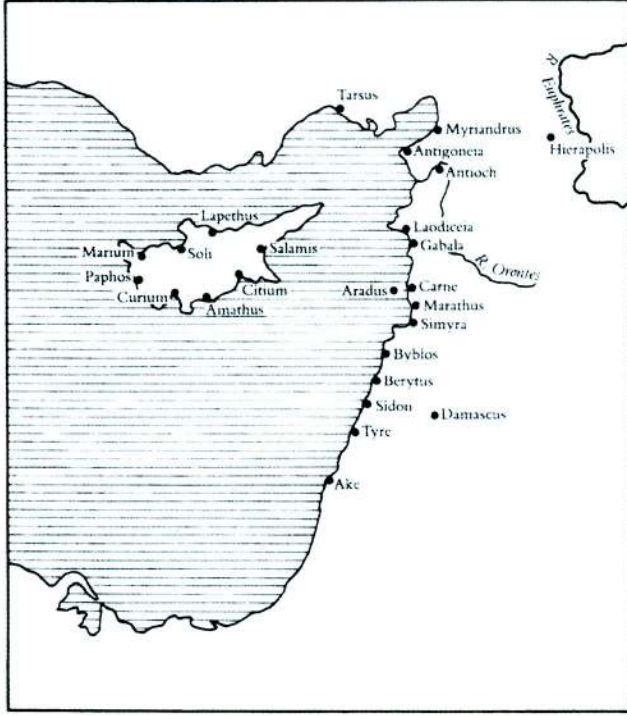 Tarsus
R. Euphrates
Myriandrus
Hierapolis
Antigoneia
Antioch
Lapethus
Laodiceia
Marium
Soli
Salamis
Gabala
R. Orontes
Paphos
Citium
Aradus
Carne
Curium
Amathus
Marathus
Simyra
Byblos
Berytus
Sidon
Damascus
Tyre
Ake